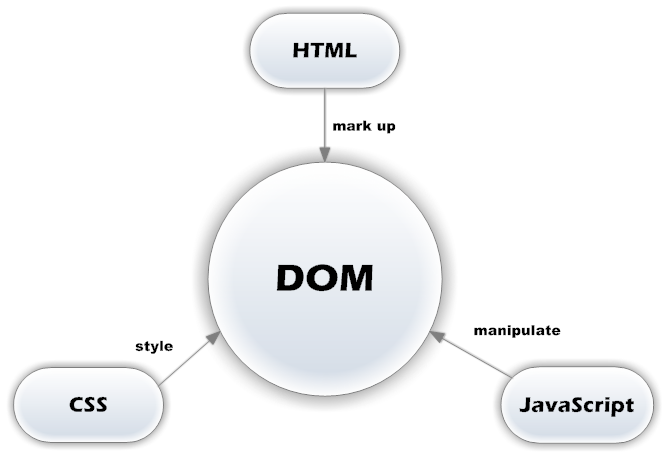 HTML
mark up
DOM
style
manipulate
CSS
JavaScript